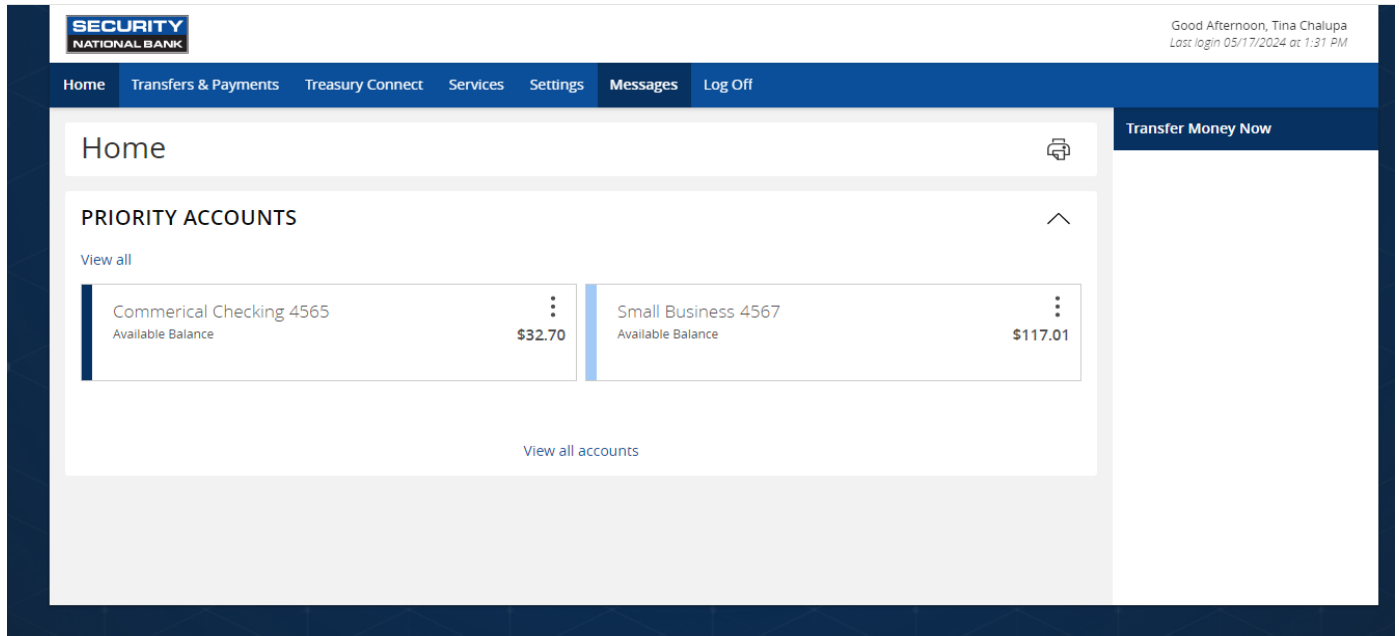 SECURITY
NATIONAL BANK
Good Afternoon, Tina Chalupa
Last login 05/17/2024 at 1:31 PM
Home Transfers & Payments Treasury Connect Services Settings Messages Log Off
Transfer Money Now
Home
PRIORITY ACCOUNTS
View all
Commerical Checking 4565
Available Balance $32.70
Small Business 4567
Available Balance $117.01
View all accounts